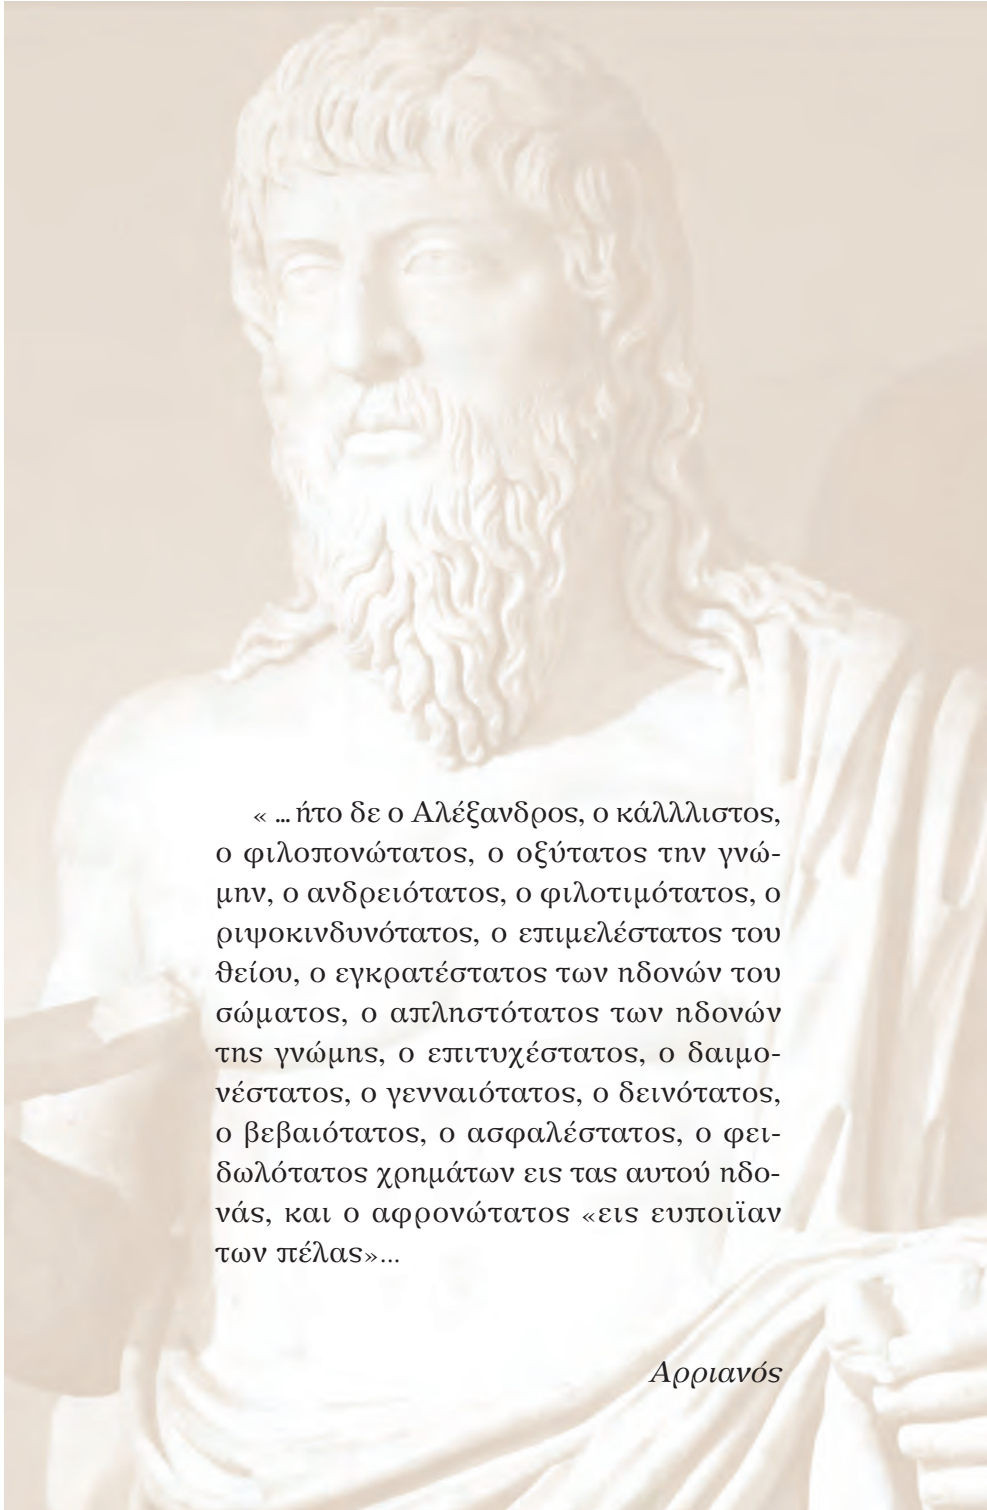 « ... ήτο δε ο Αλέξανδρος, ο κάλλλιστος,
ο φιλοπονώτατος, ο οξύτατος την γνώ-
μην, ο ανδρειότατος, ο φιλοτιμότατος, ο
ριψοκινδυνότατος, ο επιμελέστατος του
θείου, ο εγκρατέστατος των ηδονών του
σώματος, ο απληστότατος των ηδονών
της γνώμης, ο επιτυχέστατος, ο δαιμο-
νέστατος, ο γενναιότατος, ο δεινότατος,
ο βεβαιότατος, ο ασφαλέστατος, ο φει-
δωλότατος χρημάτων εις τας αυτού ηδο-
νάς, και ο αφρονώτατος «εις ευποιΐαν
των πέλας»...
Αρριανός